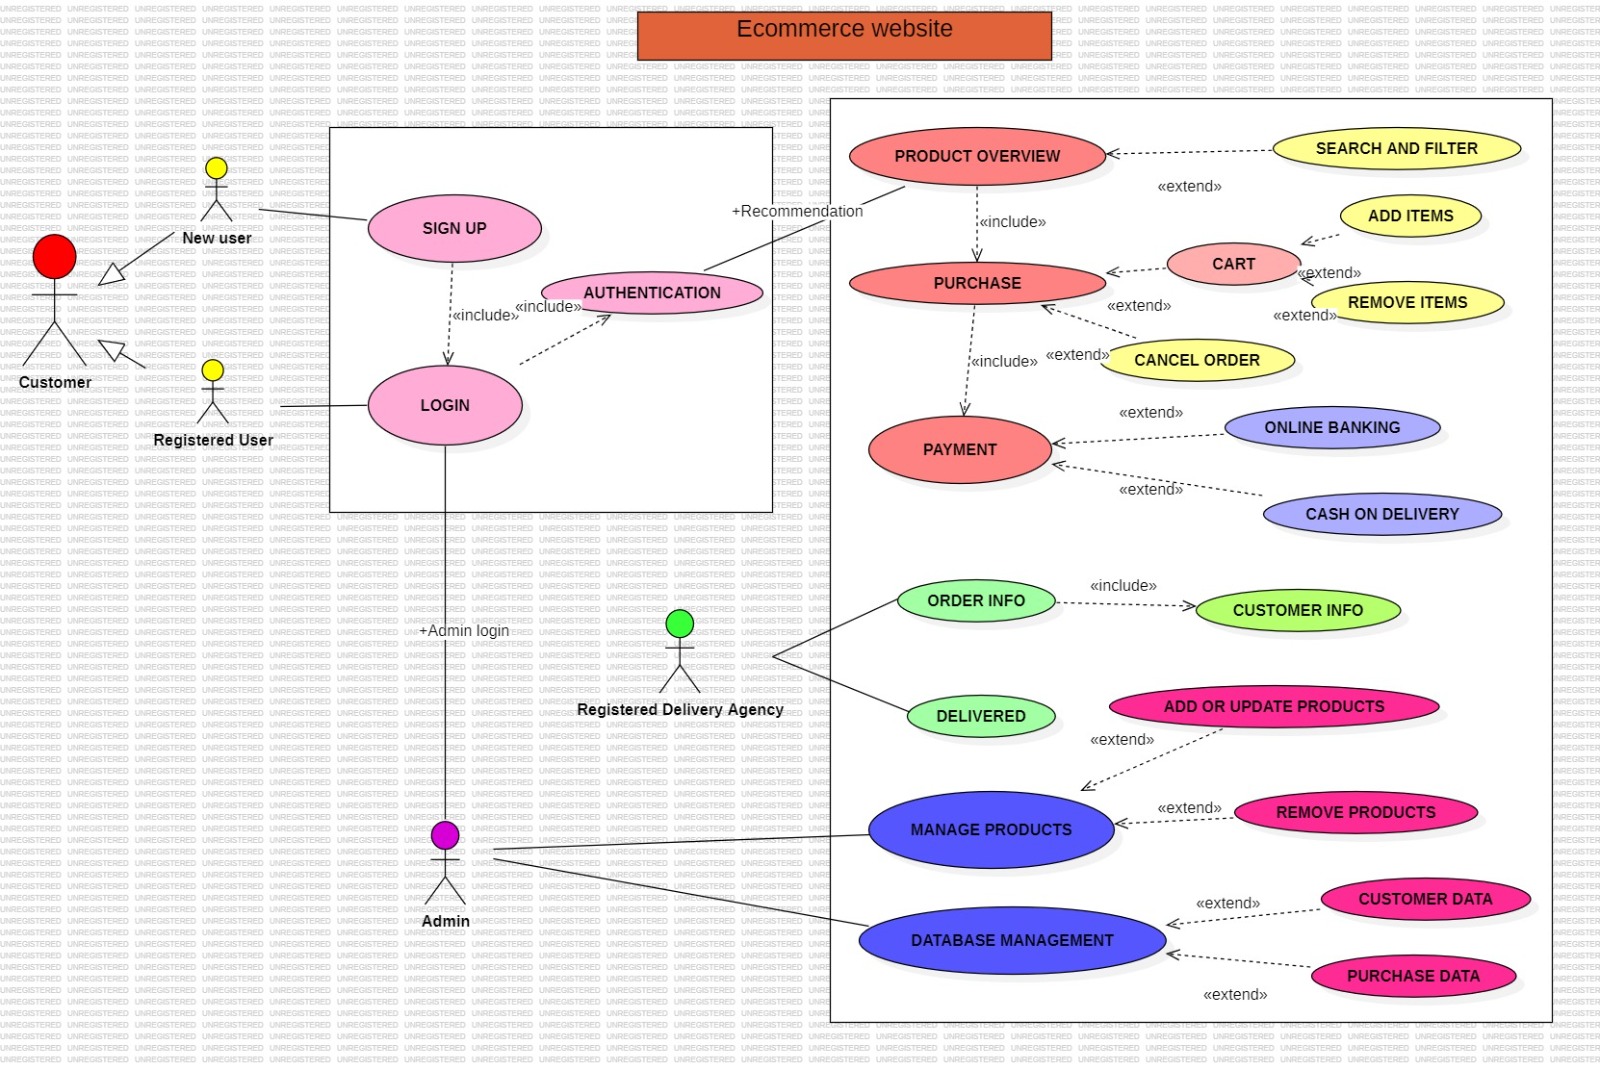 Ecommerce website
SEARCH AND FILTER
PRODUCT OVERVIEW
«extend»
New user
SIGN UP
+Recommendation
«include»
ADD ITEMS
CART
«extend»
PURCHASE
REMOVE ITEMS
«extend»
«extend»
AUTHENTICATION
«include»
«include»
Customer
«include»
«extend»
CANCEL ORDER
LOGIN
Registered User
«extend»
ONLINE BANKING
PAYMENT
«extend»
CASH ON DELIVERY
ORDER INFO
«include»
CUSTOMER INFO
+Admin login
Registered Delivery Agency
DELIVERED
ADD OR UPDATE PRODUCTS
«extend»
MANAGE PRODUCTS
«extend»
REMOVE PRODUCTS
Admin
DATABASE MANAGEMENT
«extend»
CUSTOMER DATA
PURCHASE DATA
«extend»
UNREGISTERED